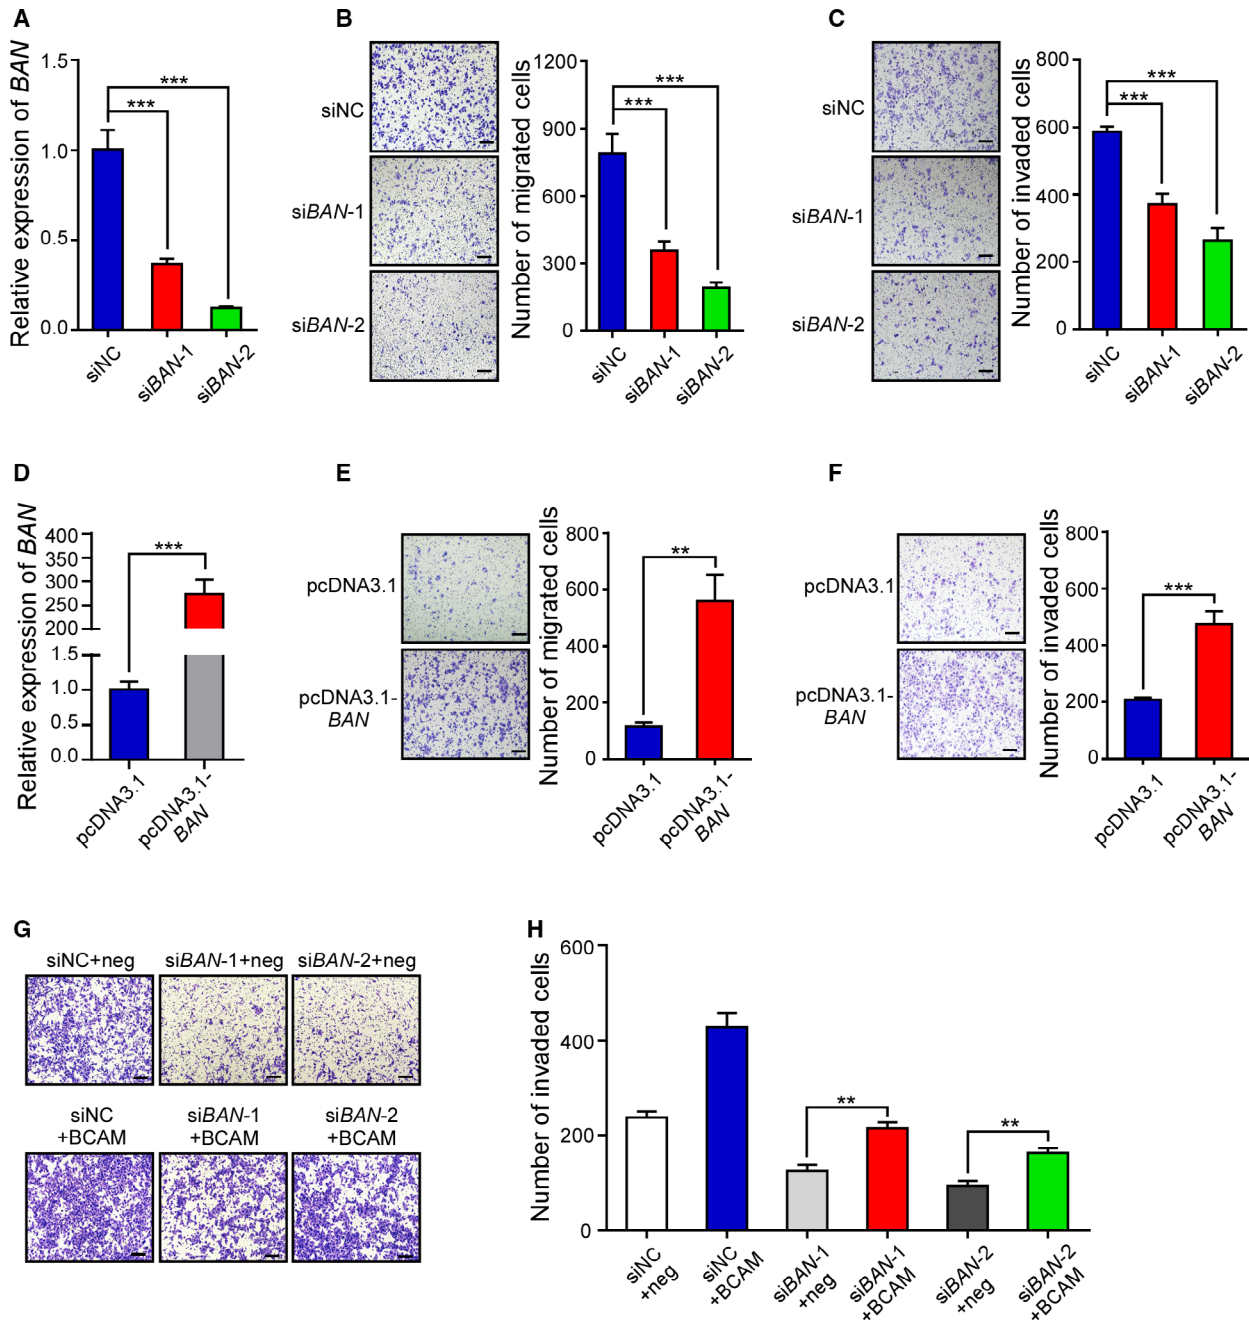 A
Relative expression of BAN
1.5
1.0
0.5
0.0
***
***
siNC
siBAN-1
siBAN-2
B
siNC
siBAN-1
siBAN-2
Number of migrated cells
1200
900
600
300
0
***
***
siNC
siBAN-1
siBAN-2
C
siNC
siBAN-1
siBAN-2
Number of invaded cells
800
600
400
200
0
***
***
siNC
siBAN-1
siBAN-2
D
Relative expression of BAN
400
350
300
250
200
1.5
1.0
0.5
0.0
***
pcDNA3.1
pcDNA3.1-
BAN
E
pcDNA3.1
pcDNA3.1-
BAN
Number of migrated cells
800
600
400
200
0
**
pcDNA3.1
pcDNA3.1-
BAN
F
pcDNA3.1
pcDNA3.1-
BAN
Number of invaded cells
800
600
400
200
0
***
pcDNA3.1
pcDNA3.1-
BAN
G
siNC+neg
siBAN-1+neg
siBAN-2+neg
siNC
+BCAM
siBAN-1
+BCAM
siBAN-2
+BCAM
H
Number of invaded cells
600
400
200
0
**
**
siNC
+neg
siNC
+BCAM
siBAN-1
+neg
siBAN-1
+BCAM
siBAN-2
+neg
siBAN-2
+BCAM